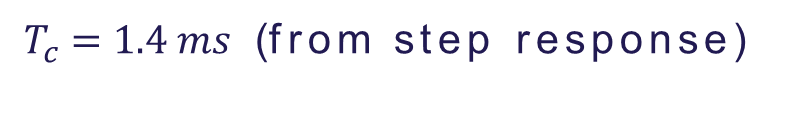 T_c = 1.4 ms (from step response)